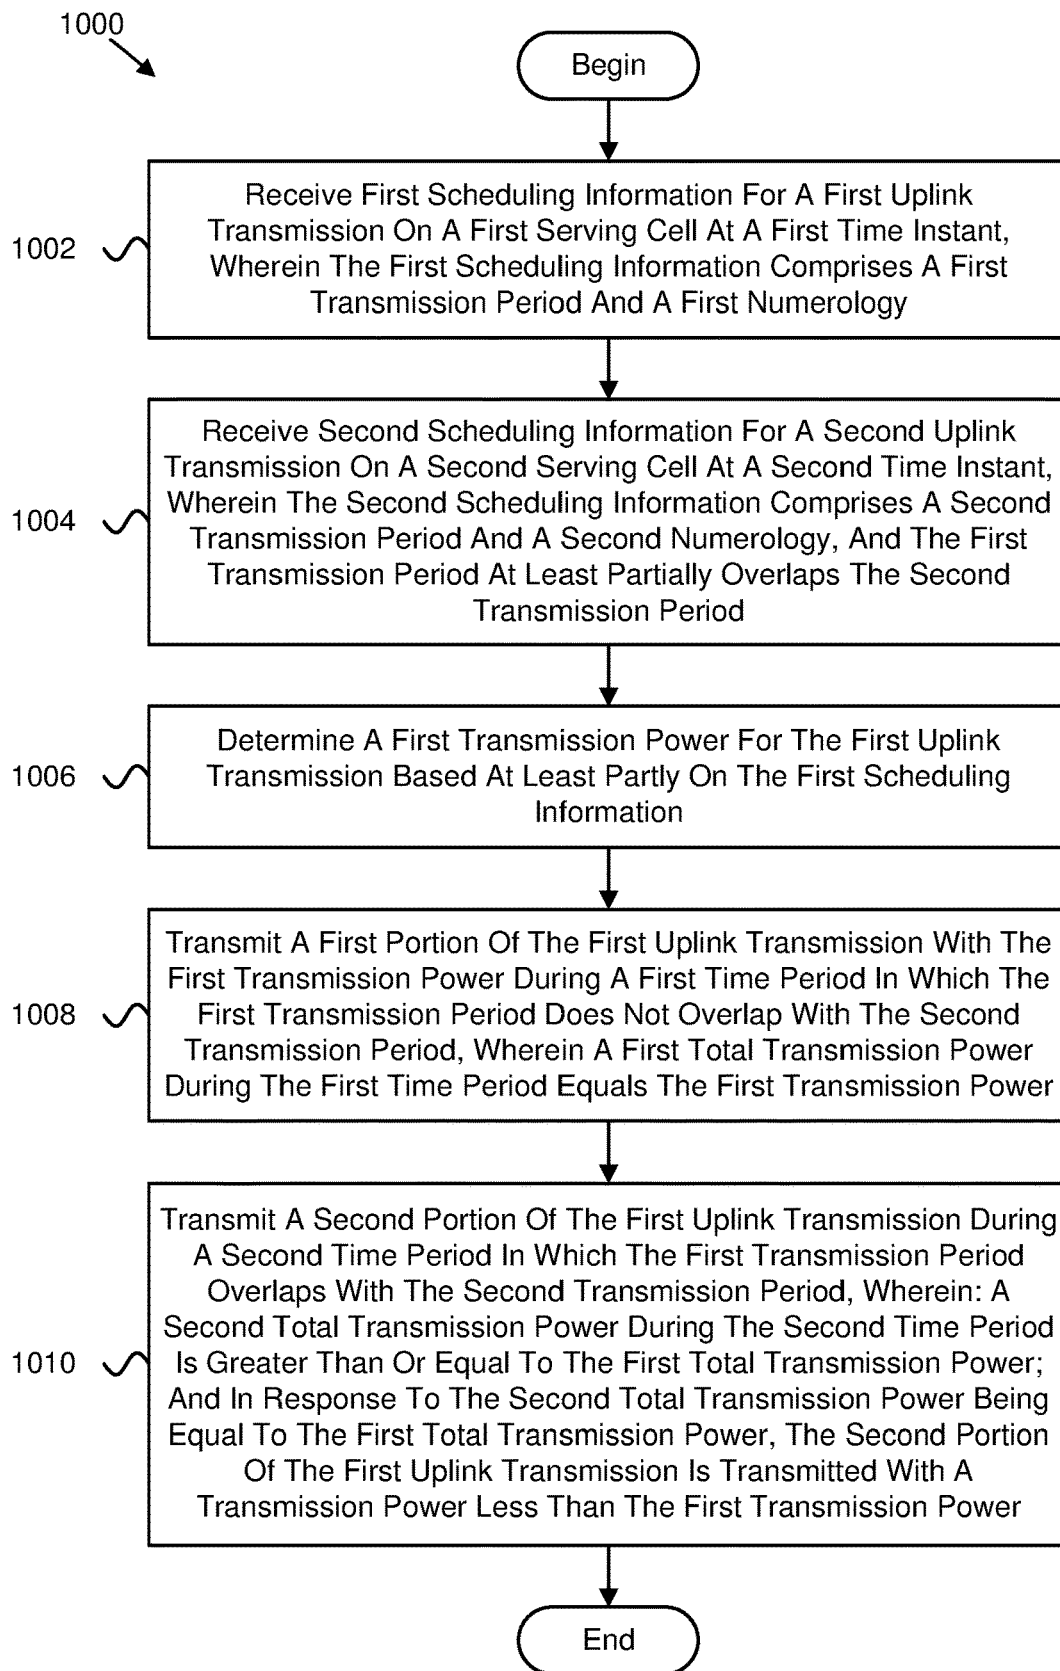 1000
Begin
1002
Receive First Scheduling Information For A First Uplink
Transmission On A First Serving Cell At A First Time Instant,
Wherein The First Scheduling Information Comprises A First
Transmission Period And A First Numerology
1004
Receive Second Scheduling Information For A Second Uplink
Transmission On A Second Serving Cell At A Second Time Instant,
Wherein The Second Scheduling Information Comprises A Second
Transmission Period And A Second Numerology, And The First
Transmission Period At Least Partially Overlaps The Second
Transmission Period
1006
Determine A First Transmission Power For The First Uplink
Transmission Based At Least Partly On The First Scheduling
Information
1008
Transmit A First Portion Of The First Uplink Transmission With The
First Transmission Power During A First Time Period In Which The
First Transmission Period Does Not Overlap With The Second
Transmission Period, Wherein A First Total Transmission Power
During The First Time Period Equals The First Transmission Power
1010
Transmit A Second Portion Of The First Uplink Transmission During
A Second Time Period In Which The First Transmission Period
Overlaps With The Second Transmission Period, Wherein: A
Second Total Transmission Power During The Second Time Period
Is Greater Than Or Equal To The First Total Transmission Power;
And In Response To The Second Total Transmission Power Being
Equal To The First Total Transmission Power, The Second Portion
Of The First Uplink Transmission Is Transmitted With A
Transmission Power Less Than The First Transmission Power
End